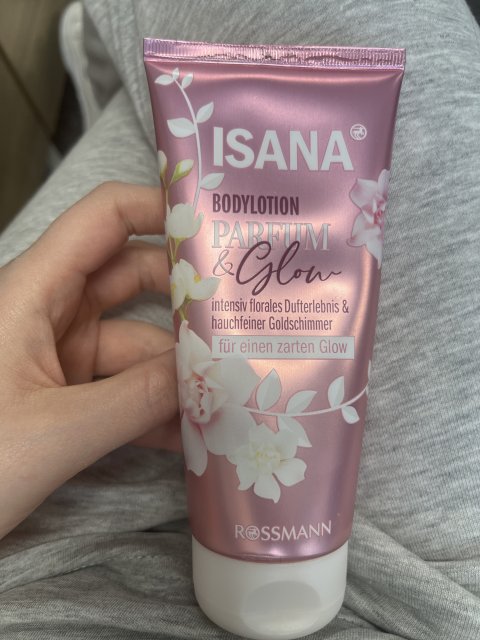 ISANA
BODYLOTION
PARFUM
& Glow
intensiv florales Dufterlebnis &
hauchfeiner Goldschimmer
für einen zarten Glow
ROSSMANN